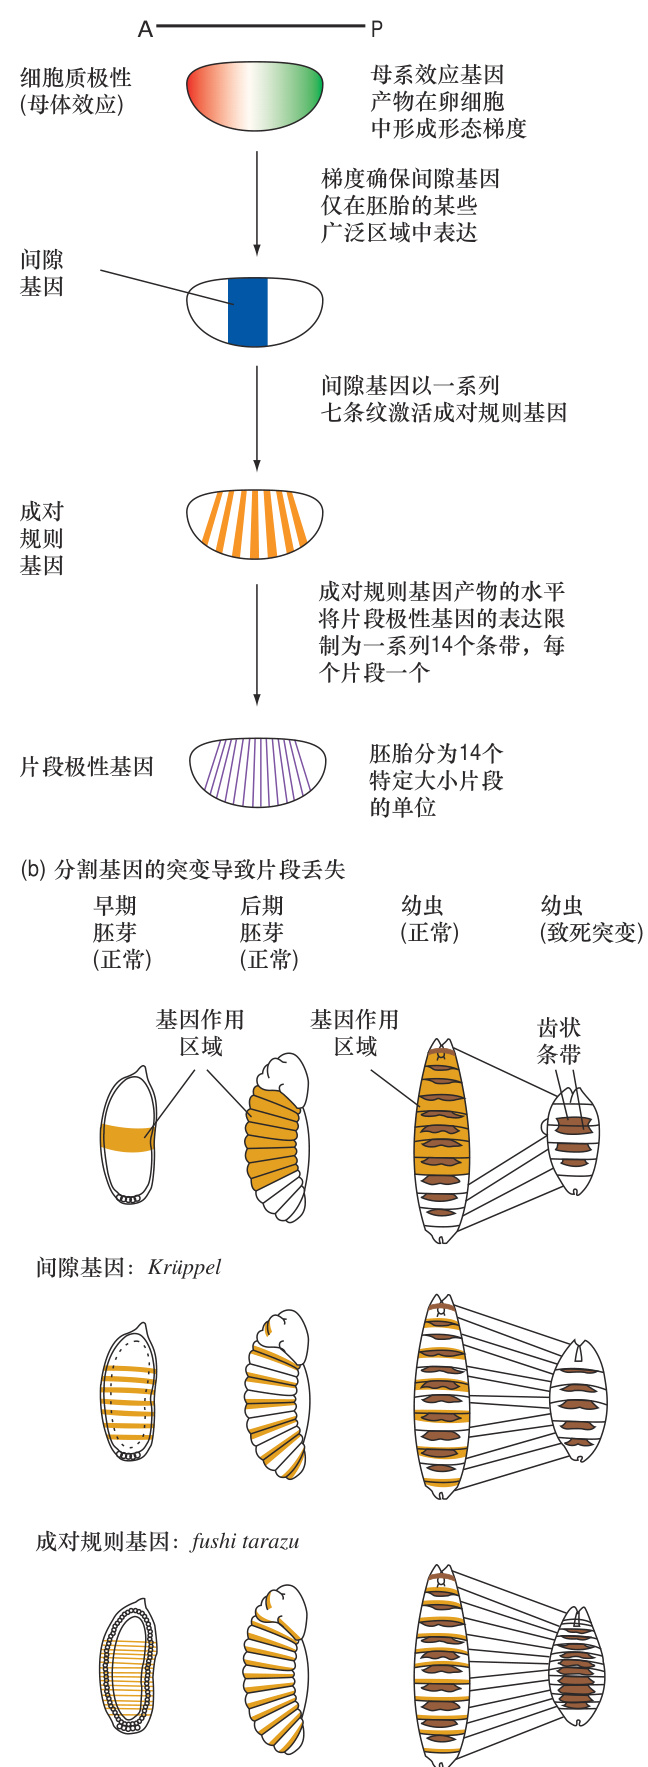 A P
细胞质极性
(母体效应)
母系效应基因
产物在卵细胞
中形成形态梯度
梯度确保间隙基因
仅在胚胎的某些
广泛区域中表达
间隙
基因
间隙基因以一系列
七条纹激活成对规则基因
成对
规则
基因
成对规则基因产物的水平
将片段极性基因的表达限
制为一系列14个条带，每
个片段一个
片段极性基因
胚胎分为14个
特定大小片段
的单位
(b) 分割基因的突变导致片段丢失
早期
胚芽
(正常)
后期
胚芽
(正常)
幼虫
(正常)
幼虫
(致死突变)
基因作用
区域
基因作用
区域
齿状
条带
间隙基因：Krüppel
成对规则基因：fushi tarazu